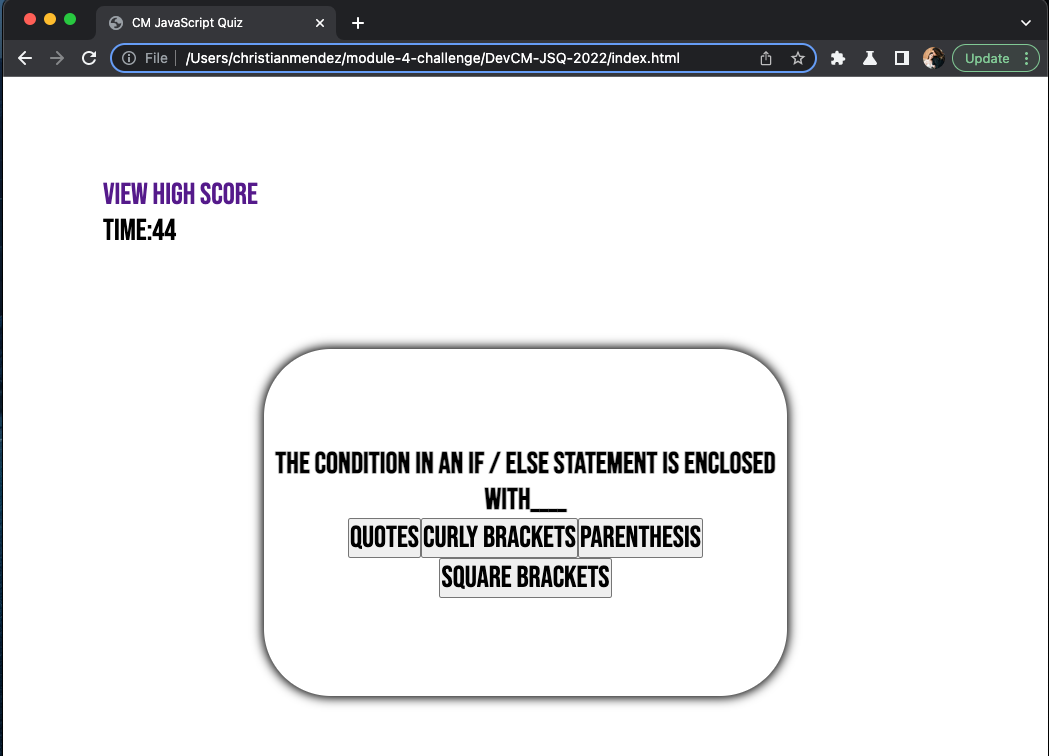 CM JavaScript Quiz
File /Users/christianmendez/module-4-challenge/DevCM-JSQ-2022/index.html Update
VIEW HIGH SCORE
TIME:44
THE CONDITION IN AN IF / ELSE STATEMENT IS ENCLOSED
WITH____
QUOTES CURLY BRACKETS PARENTHESIS
SQUARE BRACKETS